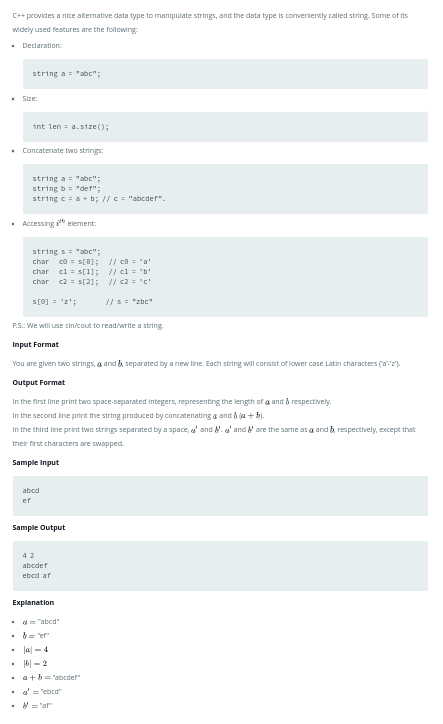 C++ provides a nice alternative data type to manipulate strings, and the data type is conveniently called string. Some of its
widely used features are the following:
• Declaration:
string a = "abc";
• Size:
int len = a.size();
• Concatenate two strings:
string a = "abc";
string b = "def";
string c = a + b; // c = "abcdef".
• Accessing i^th element:
string s = "abc";
char c0 = s[0]; // c0 = 'a'
char c1 = s[1]; // c1 = 'b'
char c2 = s[2]; // c2 = 'c'
s[0] = 'z'; // s = "zbc"
P.S.: We will use cin/cout to read/write a string.
Input Format
You are given two strings, a and b, separated by a new line. Each string will consist of lower case Latin characters ('a'-'z').
Output Format
In the first line print two space-separated integers, representing the length of a and b respectively.
In the second line print the string produced by concatenating a and b (a + b).
In the third line print two strings separated by a space, a' and b'. a' and b' are the same as a and b, respectively, except that
their first characters are swapped.
Sample Input
abcd
ef
Sample Output
4 2
abcdef
ebcd af
Explanation
• a = "abcd"
• b = "ef"
• |a| = 4
• |b| = 2
• a + b = "abcdef"
• a' = "ebcd"
• b' = "af"